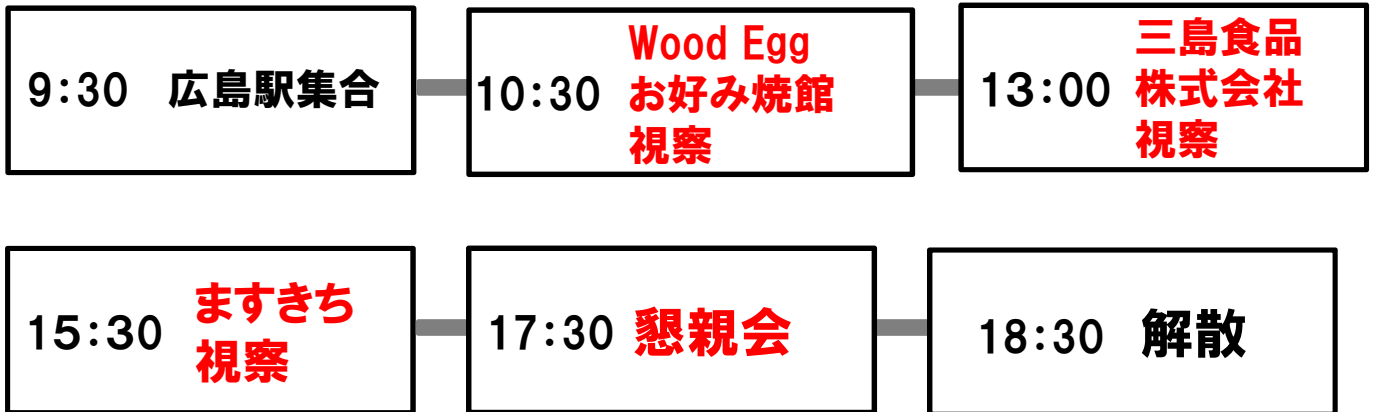 9:30 広島駅集合
Wood Egg
10:30 お好み焼館
視察
三島食品
13:00 株式会社
視察
15:30 ますきち
視察
17:30 懇親会
18:30 解散